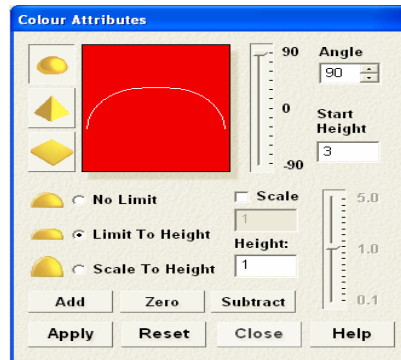 Colour Attributes
90
0
-90
Angle
90
Start
Height
3
No Limit
Limit To Height
Scale To Height
Scale
1
Height:
1
5.0
1.0
0.1
Add
Zero
Subtract
Apply
Reset
Close
Help